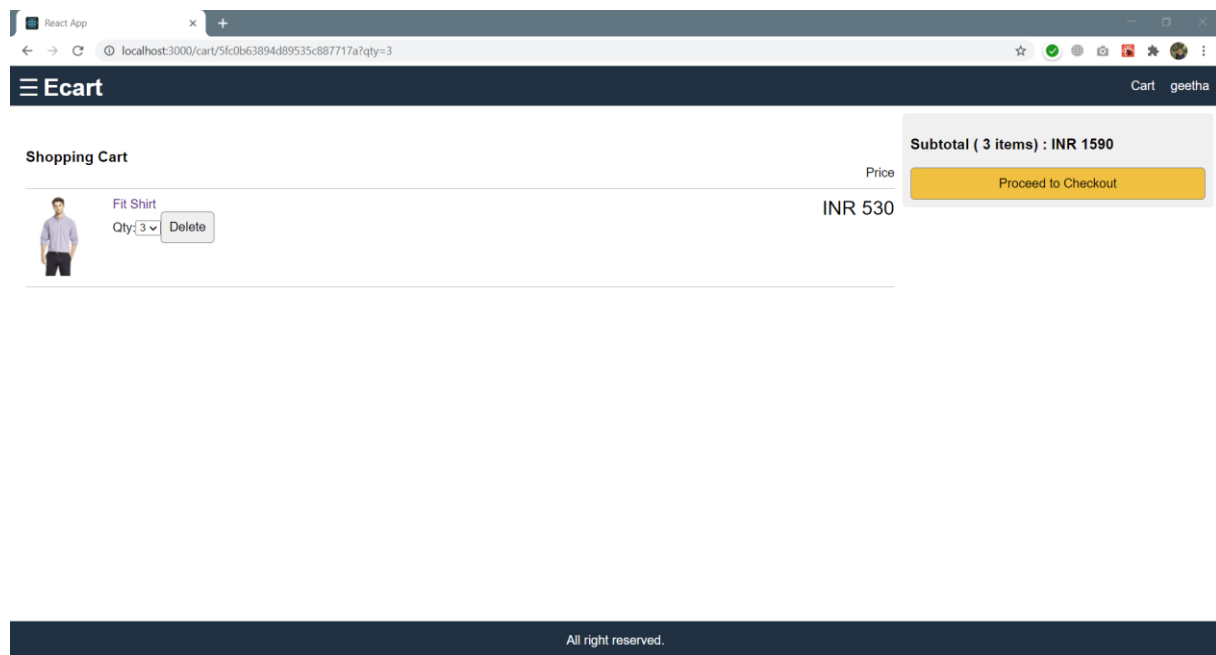 React App
localhost:3000/cart/5fc0b63894d89535c887717a?qty=3
☰ Ecart
Cart geetha
Shopping Cart
Price
Fit Shirt
Qty: 3 Delete
INR 530
Subtotal ( 3 items) : INR 1590
Proceed to Checkout
All right reserved.